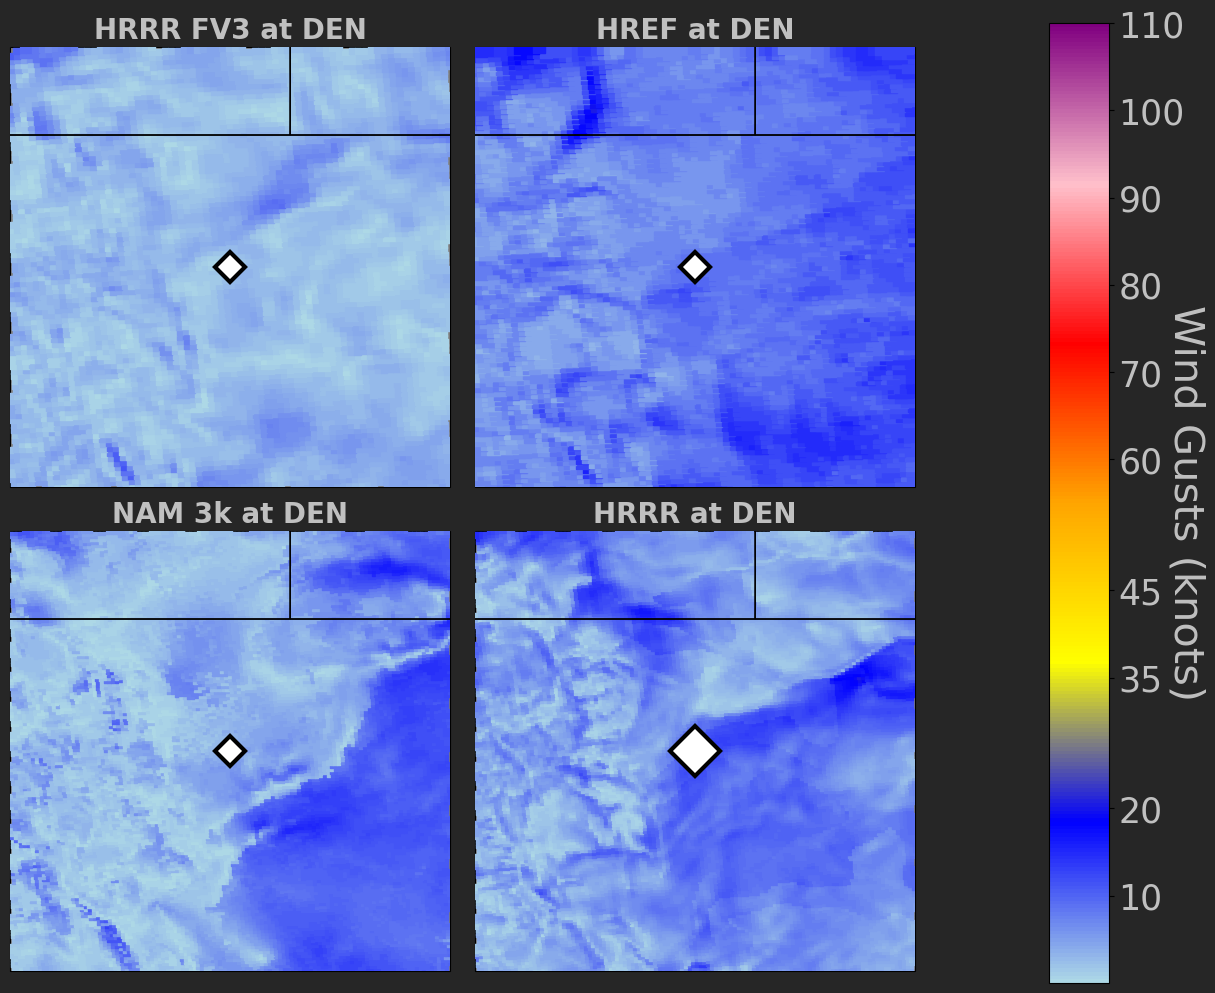 HRRR FV3 at DEN
HREF at DEN
NAM 3k at DEN
HRRR at DEN
110
100
90
80
70
60
45
35
20
10
Wind Gusts (knots)